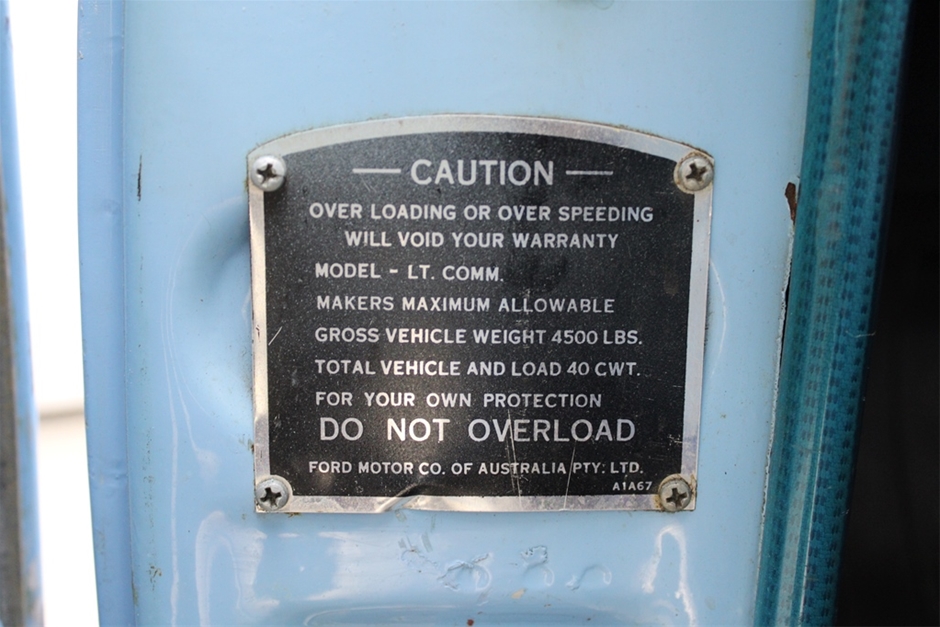 — CAUTION —
OVER LOADING OR OVER SPEEDING
WILL VOID YOUR WARRANTY
MODEL - LT. COMM.
MAKERS MAXIMUM ALLOWABLE
GROSS VEHICLE WEIGHT 4500 LBS.
TOTAL VEHICLE AND LOAD 40 CWT.
FOR YOUR OWN PROTECTION
DO NOT OVERLOAD
FORD MOTOR CO. OF AUSTRALIA PTY. LTD.
A1A67